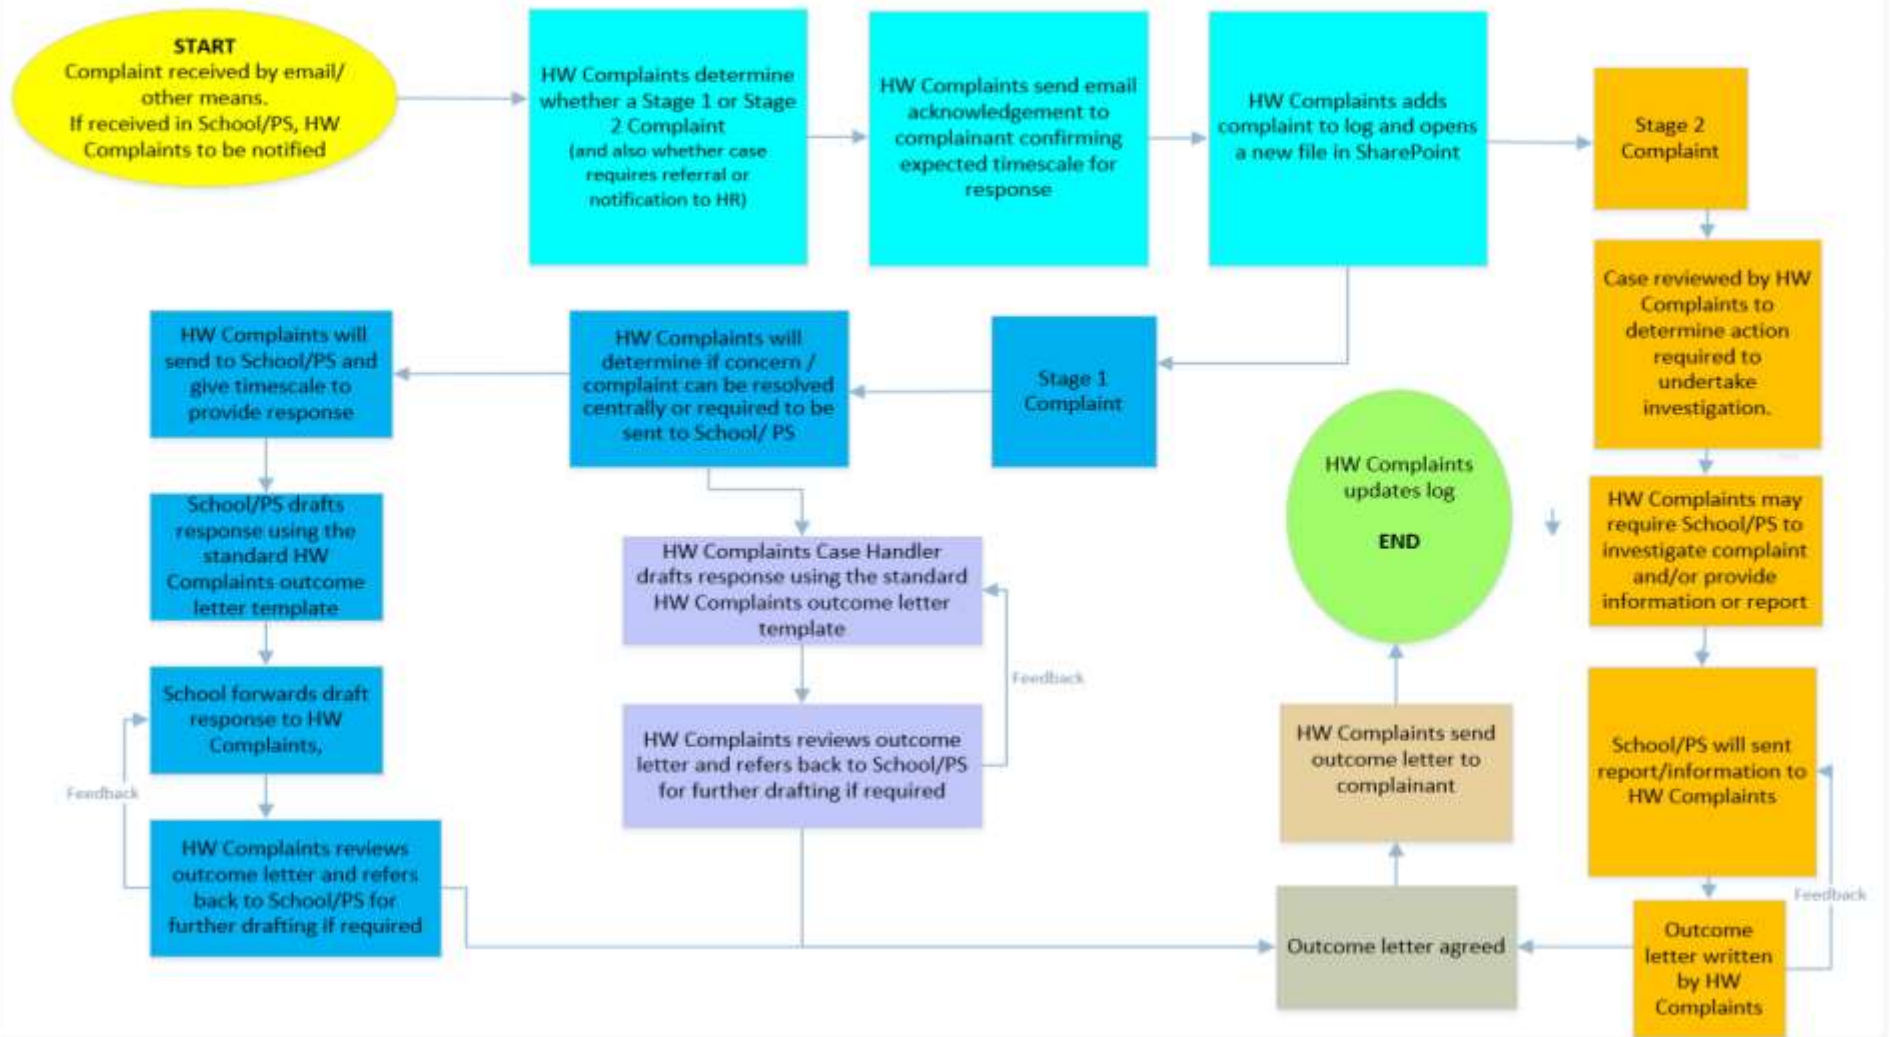 START
Complaint received by email/
other means.
If received in School/PS, HW
Complaints to be notified
HW Complaints determine
whether a Stage 1 or Stage
2 Complaint
(and also whether case
requires referral or
notification to HR)
HW Complaints send email
acknowledgement to
complainant confirming
expected timescale for
response
HW Complaints adds
complaint to log and opens
a new file in SharePoint
Stage 2
Complaint
Case reviewed by HW
Complaints to
determine action
required to
undertake
investigation.
HW Complaints may
require School/PS to
investigate complaint
and/or provide
information or report
School/PS will sent
report/information to
HW Complaints
Feedback
Outcome
letter written
by HW
Complaints
Stage 1
Complaint
HW Complaints will
determine if concern /
complaint can be resolved
centrally or required to be
sent to School/ PS
HW Complaints will
send to School/PS and
give timescale to
provide response
School/PS drafts
response using the
standard HW
Complaints outcome
letter template
School forwards draft
response to HW
Complaints,
Feedback
HW Complaints reviews
outcome letter and refers
back to School/PS for
further drafting if required
HW Complaints Case Handler
drafts response using the standard
HW Complaints outcome letter
template
Feedback
HW Complaints reviews outcome
letter and refers back to School/PS
for further drafting if required
Outcome letter agreed
HW Complaints send
outcome letter to
complainant
HW Complaints
updates log
END